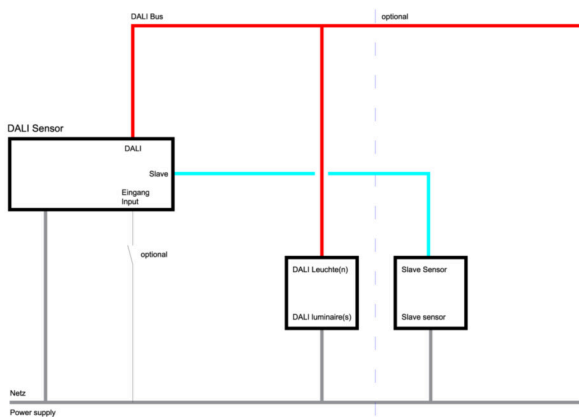 DALI Bus
optional
DALI Sensor
DALI
Slave
Eingang
Input
optional
DALI Leuchte(n)
DALI luminaire(s)
Slave Sensor
Slave sensor
Netz
Power supply